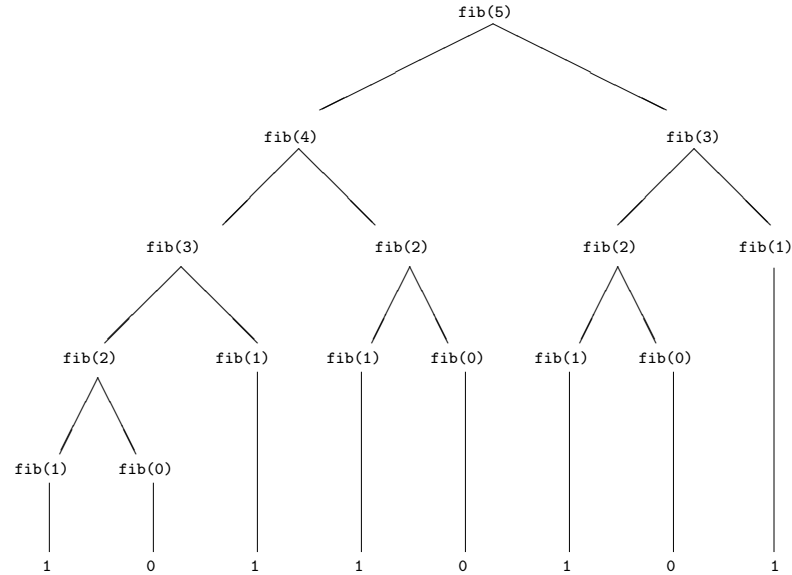 fib(5)
fib(4) fib(3)
fib(3) fib(2) fib(2) fib(1)
fib(2) fib(1) fib(1) fib(0) fib(1) fib(0)
fib(1) fib(0)
1 0 1 1 0 1 0 1